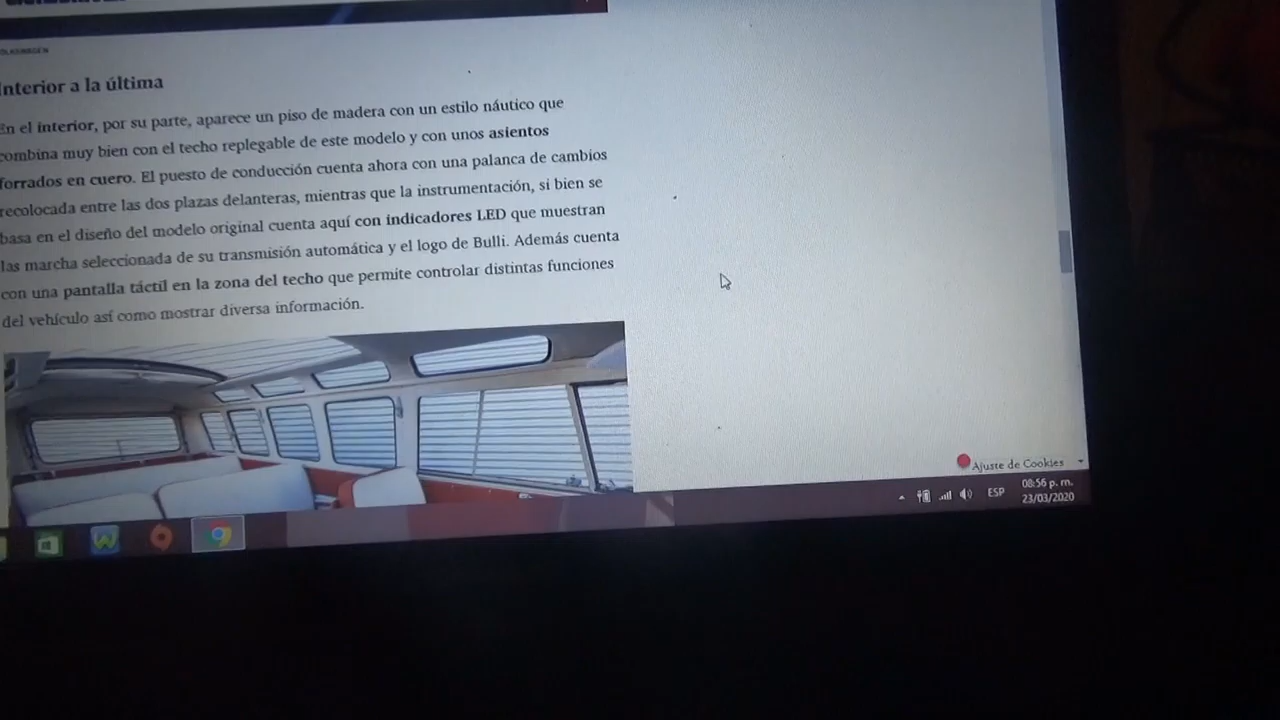 Interior a la última
En el interior, por su parte, aparece un piso de madera con un estilo náutico que
combina muy bien con el techo replegable de este modelo y con unos asientos
forrados en cuero. El puesto de conducción cuenta ahora con una palanca de cambios
recolocada entre las dos plazas delanteras, mientras que la instrumentación, si bien se
basa en el diseño del modelo original cuenta aquí con indicadores LED que muestran
las marcha seleccionada de su transmisión automática y el logo de Bulli. Además cuenta
con una pantalla táctil en la zona del techo que permite controlar distintas funciones
del vehículo así como mostrar diversa información.
Ajuste de Cookies
ESP
08:56 p. m.
23/03/2020